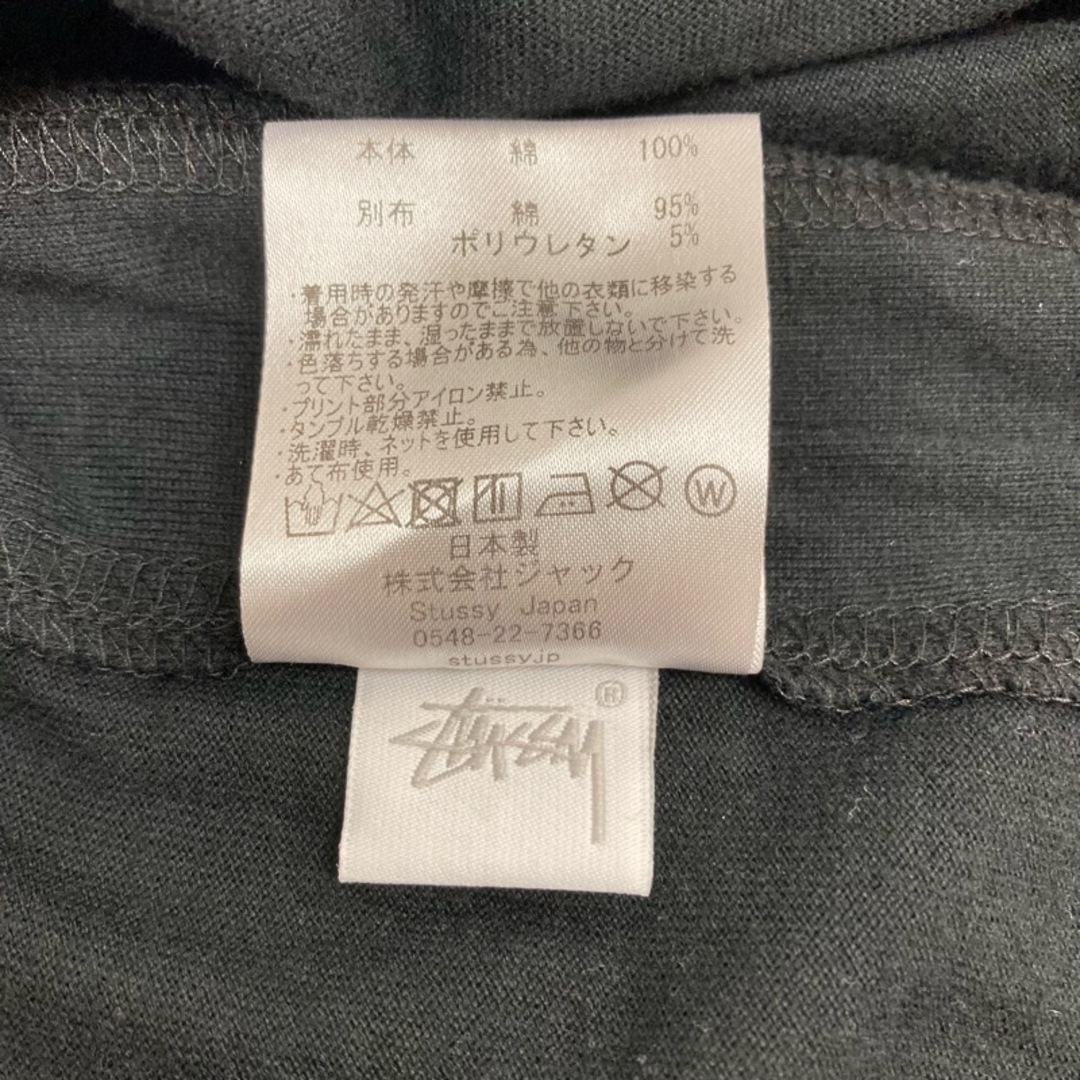 本体 綿 100%
別布 綿 95%
ポリウレタン 5%
・着用時の発汗や摩擦で他の衣類に移染する
場合がありますのでご注意下さい。
・濡れたまま、湿ったままで放置しないで下さい。
・色落ちする場合がある為、他の物と分けて洗
って下さい。
・プリント部分アイロン禁止。
・タンブル乾燥禁止。
・洗濯時、ネットを使用して下さい。
・あて布使用。
W
日本製
株式会社ジャック
Stussy Japan
0548-22-7366
stussyjp
STÜSSY ®